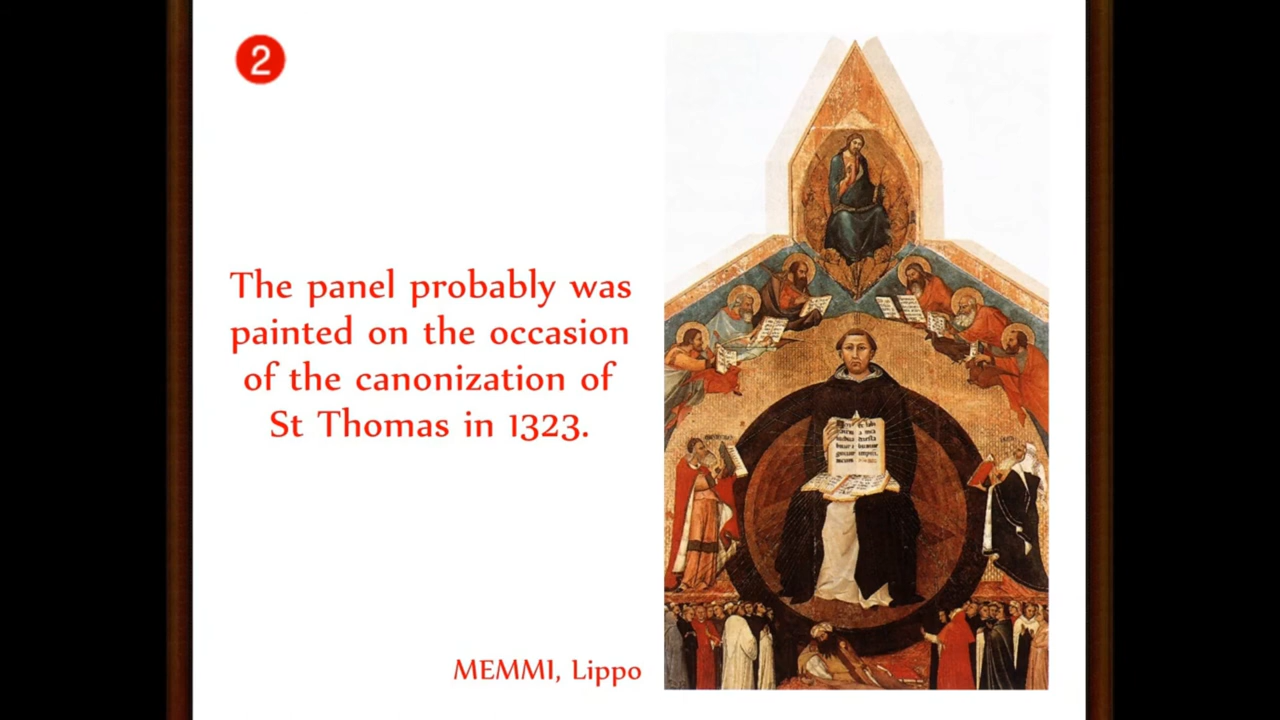 2
The panel probably was
painted on the occasion
of the canonization of
St Thomas in 1323.
MEMMI, Lippo